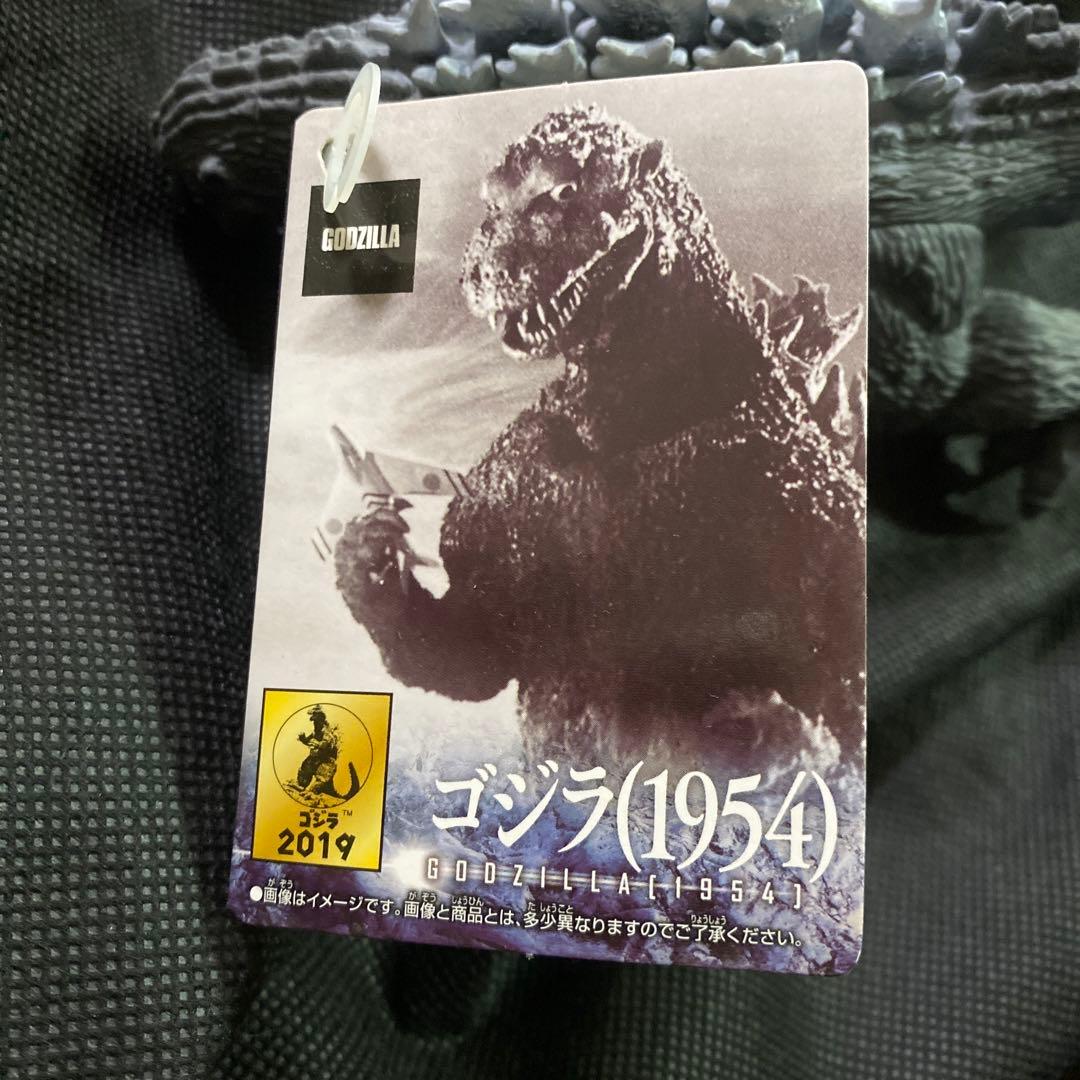 GODZILLA
ゴジラ™
2019
ゴジラ(1954)
GODZILLA[1954]
●画像はイメージです。画像と商品とは、多少異なりますのでご了承ください。